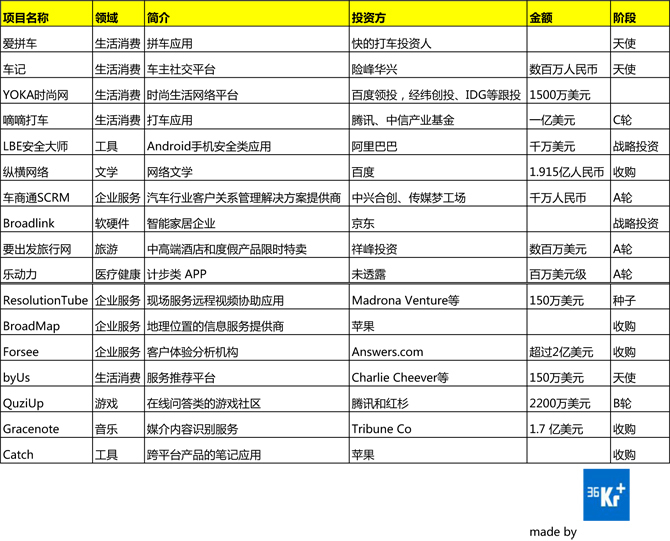 项目名称 领域 简介 投资方 金额 阶段
爱拼车 生活消费 拼车应用 快的打车投资人 天使
车记 生活消费 车主社交平台 险峰华兴 数百万人民币 天使
YOKA时尚网 生活消费 时尚生活网络平台 百度领投，经纬创投、IDG等跟投 1500万美元
嘀嘀打车 生活消费 打车应用 腾讯、中信产业基金 一亿美元 C轮
LBE安全大师 工具 Android手机安全类应用 阿里巴巴 千万美元 战略投资
纵横网络 文学 网络文学 百度 1.915亿人民币 收购
车商通SCRM 企业服务 汽车行业客户关系管理解决方案提供商 中兴合创、传媒梦工场 千万人民币 A轮
Broadlink 软硬件 智能家居企业 京东 战略投资
要出发旅行网 旅游 中高端酒店和度假产品限时特卖 祥峰投资 数百万美元 A轮
乐动力 医疗健康 计步类 APP 未透露 百万美元级 A轮
ResolutionTube 企业服务 现场服务远程视频协助应用 Madrona Venture等 150万美元 种子
BroadMap 企业服务 地理位置的信息服务提供商 苹果 收购
Forsee 企业服务 客户体验分析机构 Answers.com 超过2亿美元 收购
byUs 生活消费 服务推荐平台 Charlie Cheever等 150万美元 天使
QuziUp 游戏 在线问答类的游戏社区 腾讯和红杉 2200万美元 B轮
Gracenote 音乐 媒介内容识别服务 Tribune Co 1.7 亿美元 收购
Catch 工具 跨平台产品的笔记应用 苹果 收购
36Kr+
made by